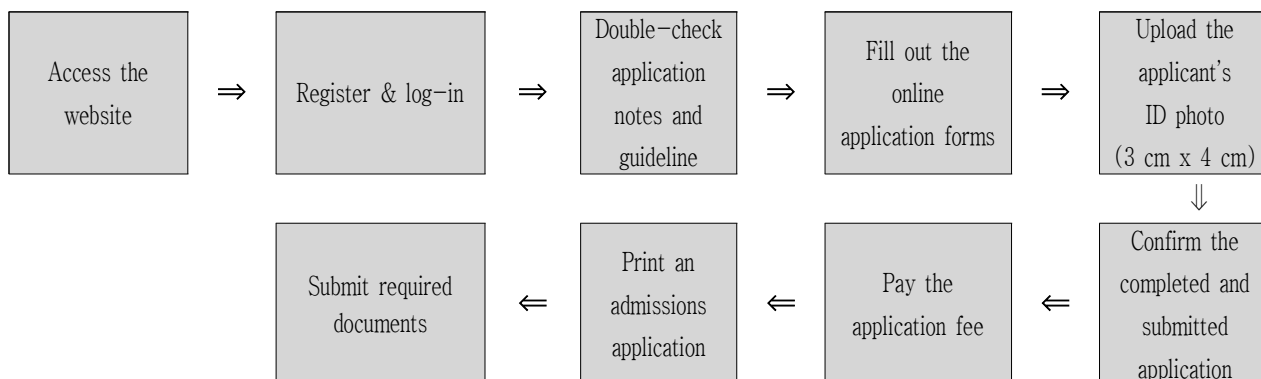 Access the
website
⇒
Register & log-in
⇒
Double-check
application
notes and
guideline
⇒
Fill out the
online
application forms
⇒
Upload the
applicant's
ID photo
(3 cm x 4 cm)
⇓
Confirm the
completed and
submitted
application
⇐
Pay the
application fee
⇐
Print an
admissions
application
⇐
Submit required
documents